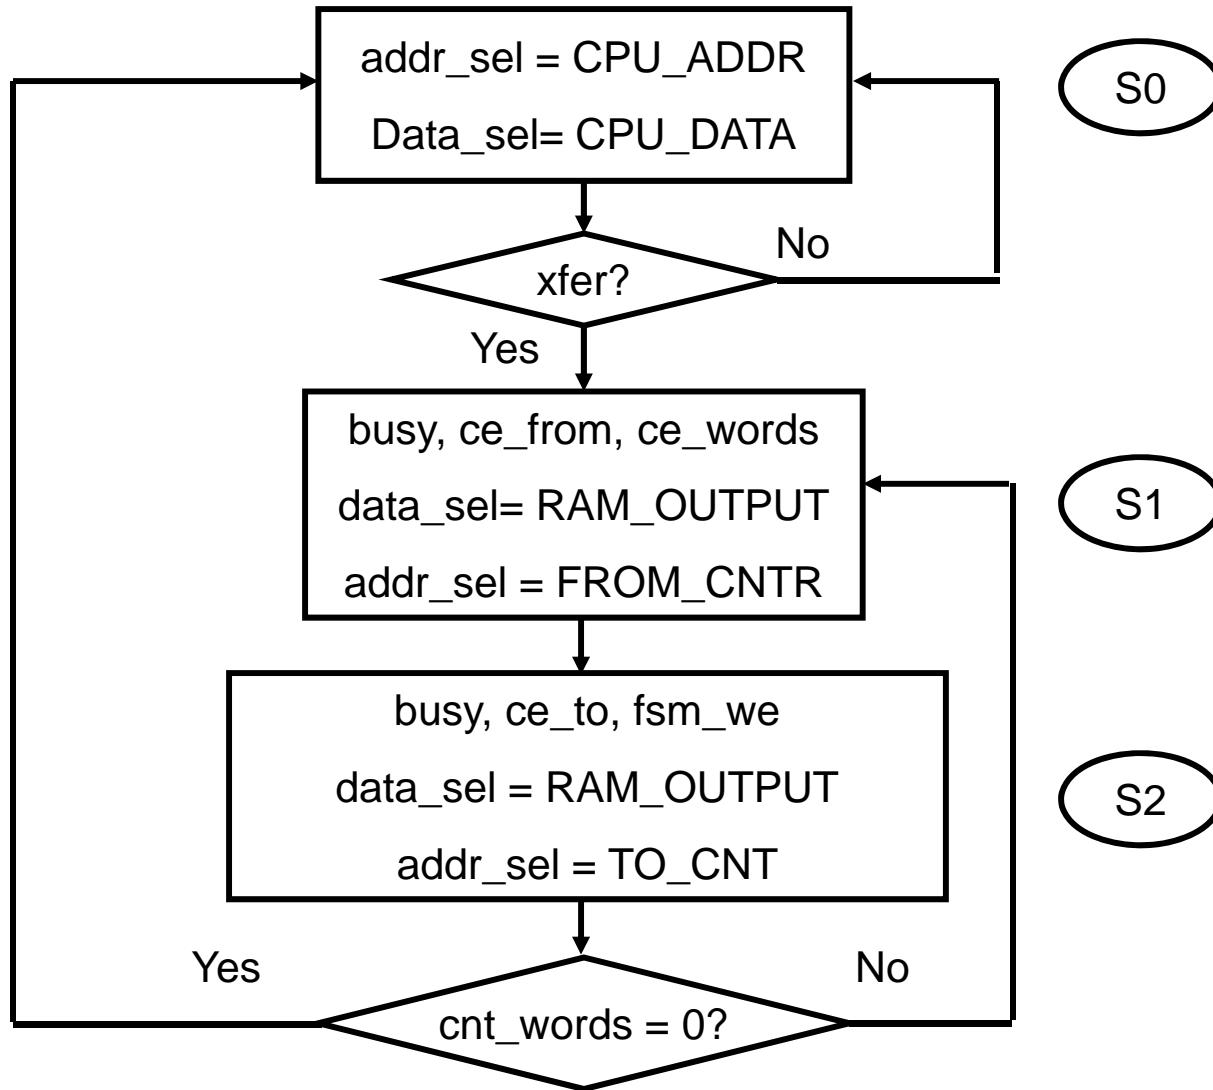 addr_sel = CPU_ADDR
Data_sel= CPU_DATA
S0
xfer?
No
Yes
busy, ce_from, ce_words
data_sel= RAM_OUTPUT
addr_sel = FROM_CNTR
S1
busy, ce_to, fsm_we
data_sel = RAM_OUTPUT
addr_sel = TO_CNT
S2
Yes
No
cnt_words = 0?